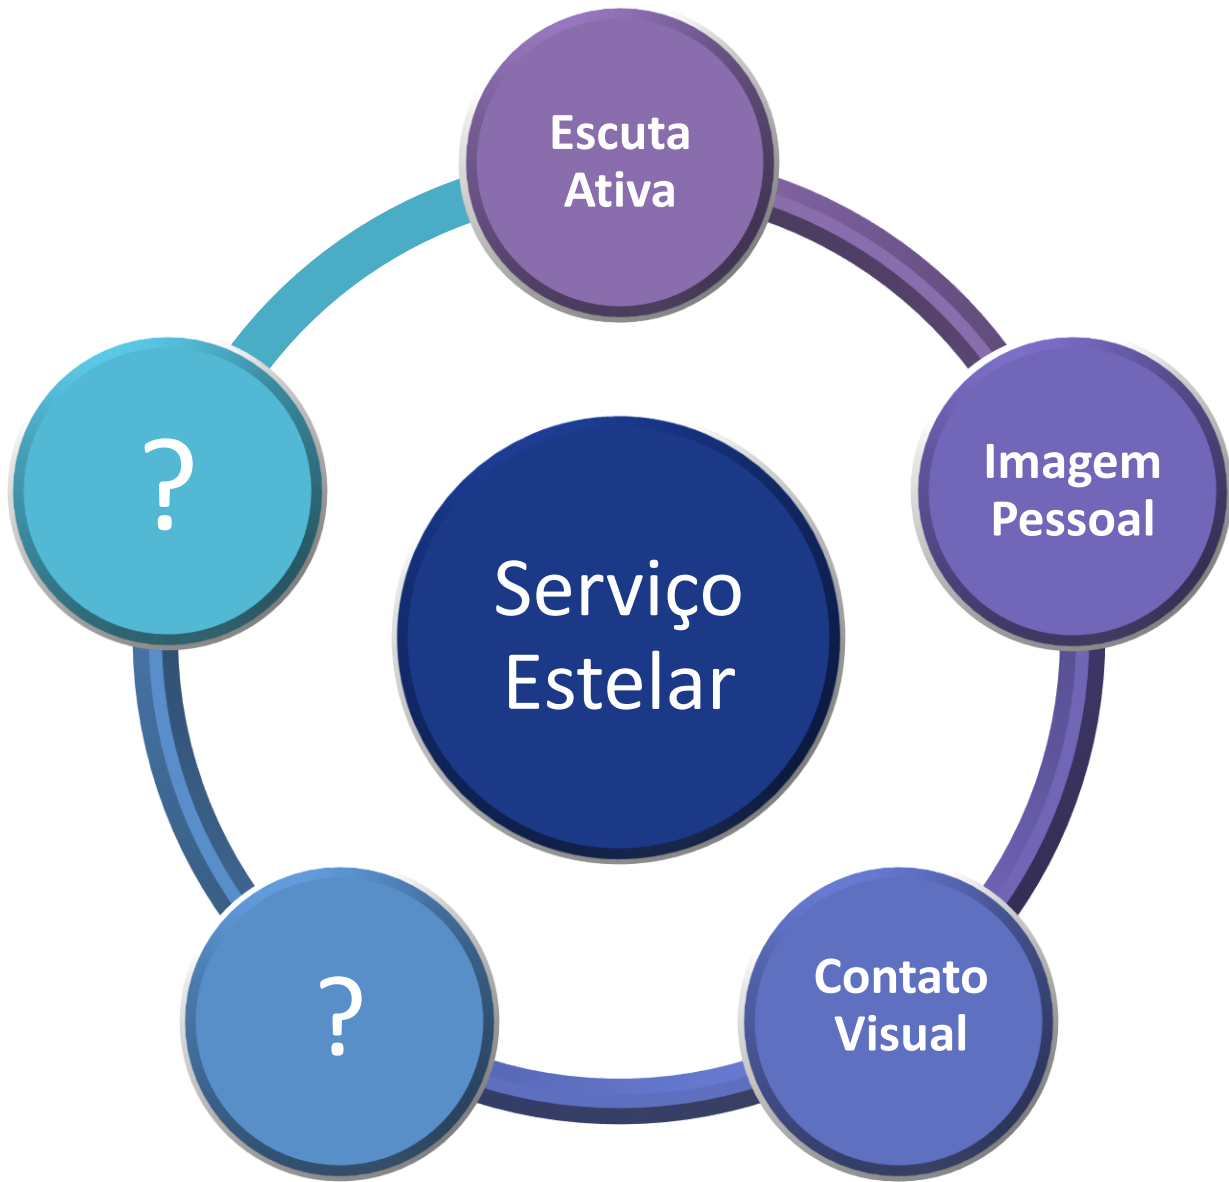 Escuta
Ativa
Imagem
Pessoal
Contato
Visual
?
?
Serviço
Estelar